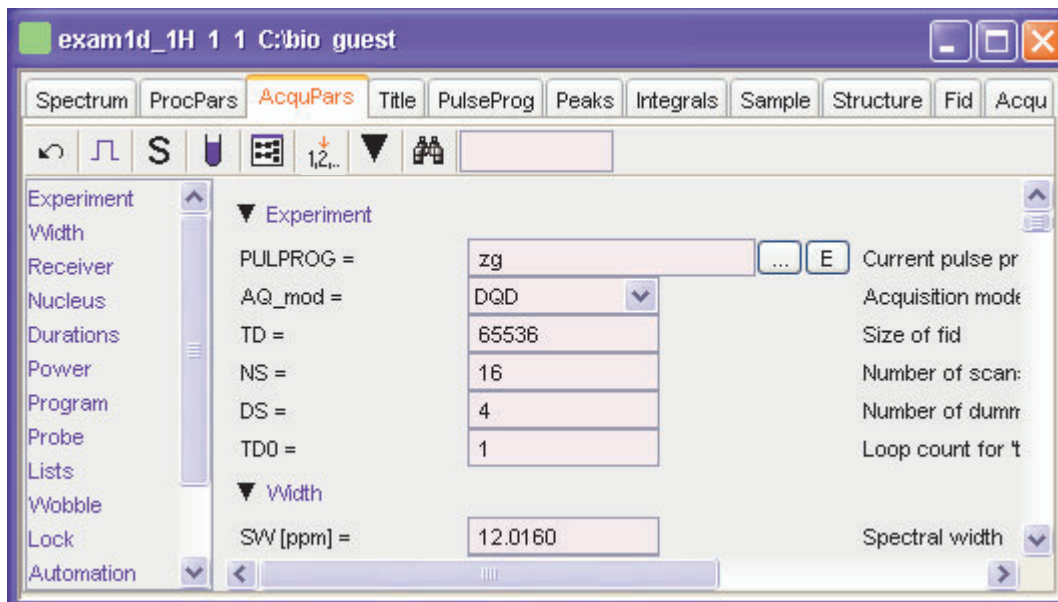 exam1d_1H 1 1 C:\bio guest
Spectrum ProcPars AcquPars Title PulseProg Peaks Integrals Sample Structure Fid Acqu
S 1,2,..
Experiment
Width
Receiver
Nucleus
Durations
Power
Program
Probe
Lists
Wobble
Lock
Automation
▼ Experiment
PULPROG = zg ... E Current pulse pr
AQ_mod = DQD Acquisition mode
TD = 65536 Size of fid
NS = 16 Number of scans
DS = 4 Number of dumm
TD0 = 1 Loop count for 't
▼ Width
SW [ppm] = 12.0160 Spectral width